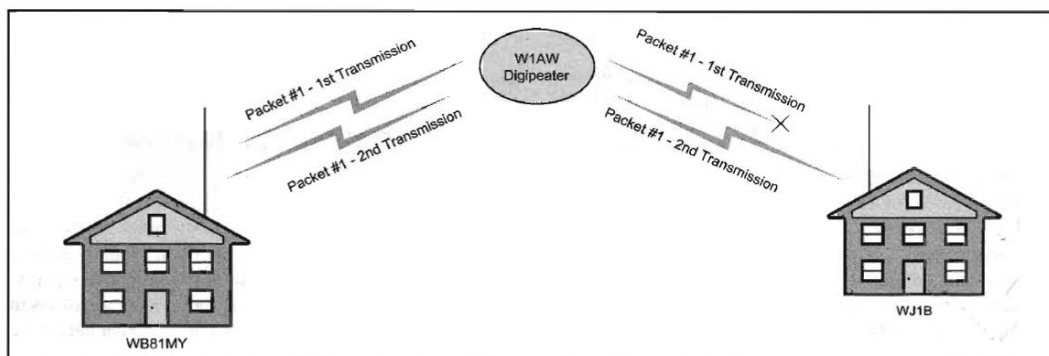 Packet #1 - 1st Transmission
Packet #1 - 2nd Transmission
W1AW
Digipeater
Packet #1 - 1st Transmission
Packet #1 - 2nd Transmission
WB81MY
WJ1B